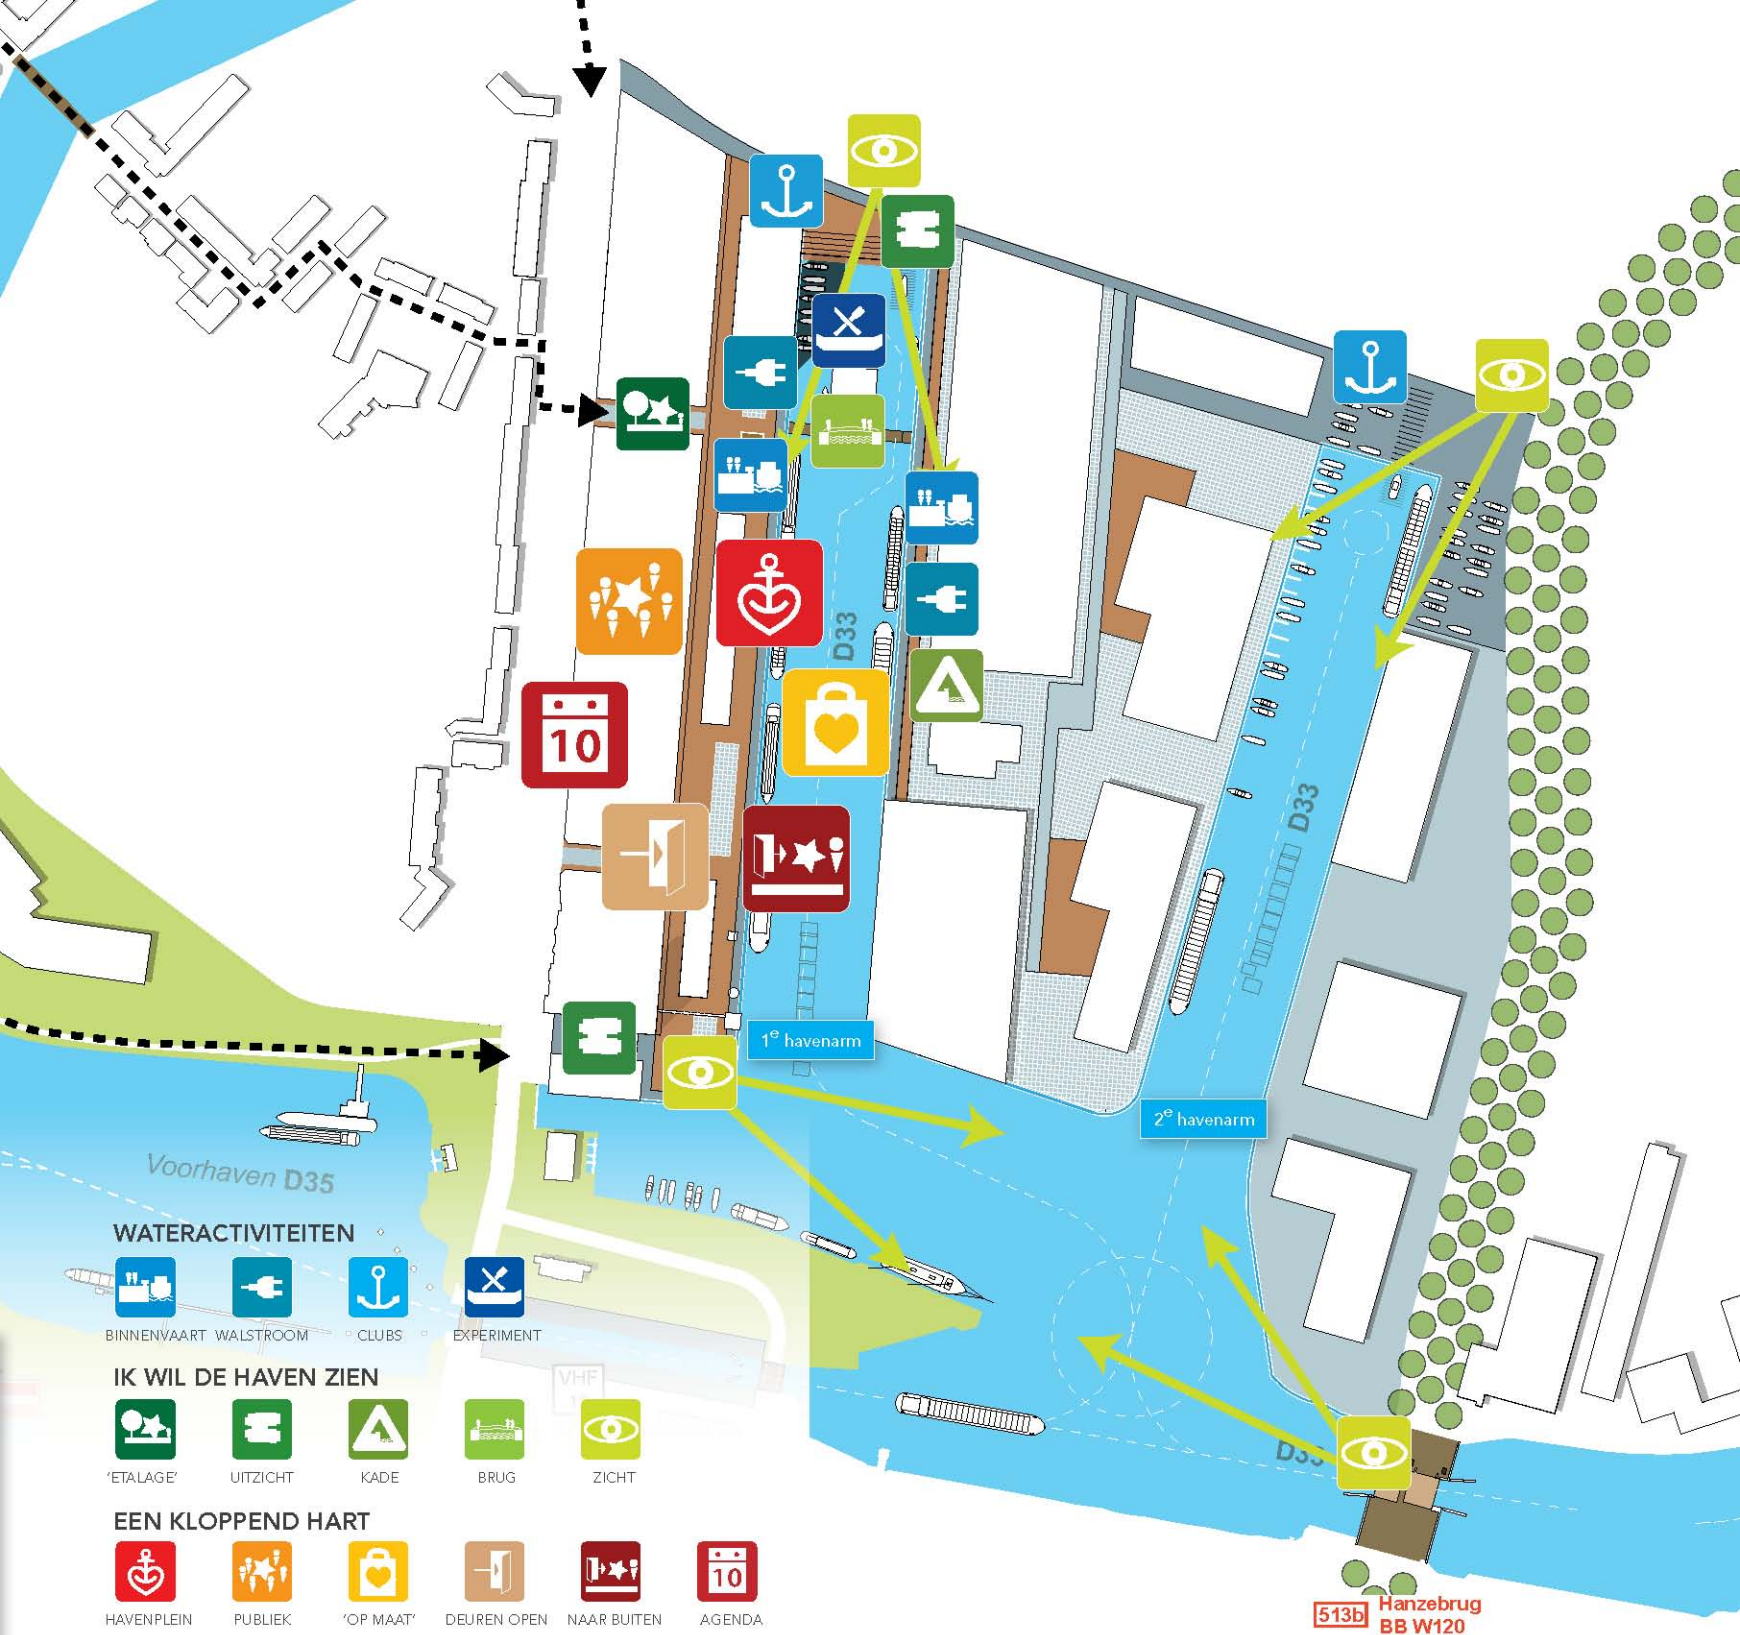 10
D33
D33
1e havenarm
2e havenarm
Voorhaven D35
WATERACTIVITEITEN
BINNENVAART WALSTROOM CLUBS EXPERIMENT
IK WIL DE HAVEN ZIEN
VHF
'ETALAGE' UITZICHT KADE BRUG ZICHT
D33
EEN KLOPPEND HART
10
HAVENPLEIN PUBLIEK 'OP MAAT' DEUREN OPEN NAAR BUITEN AGENDA
513b Hanzebrug
BB W120